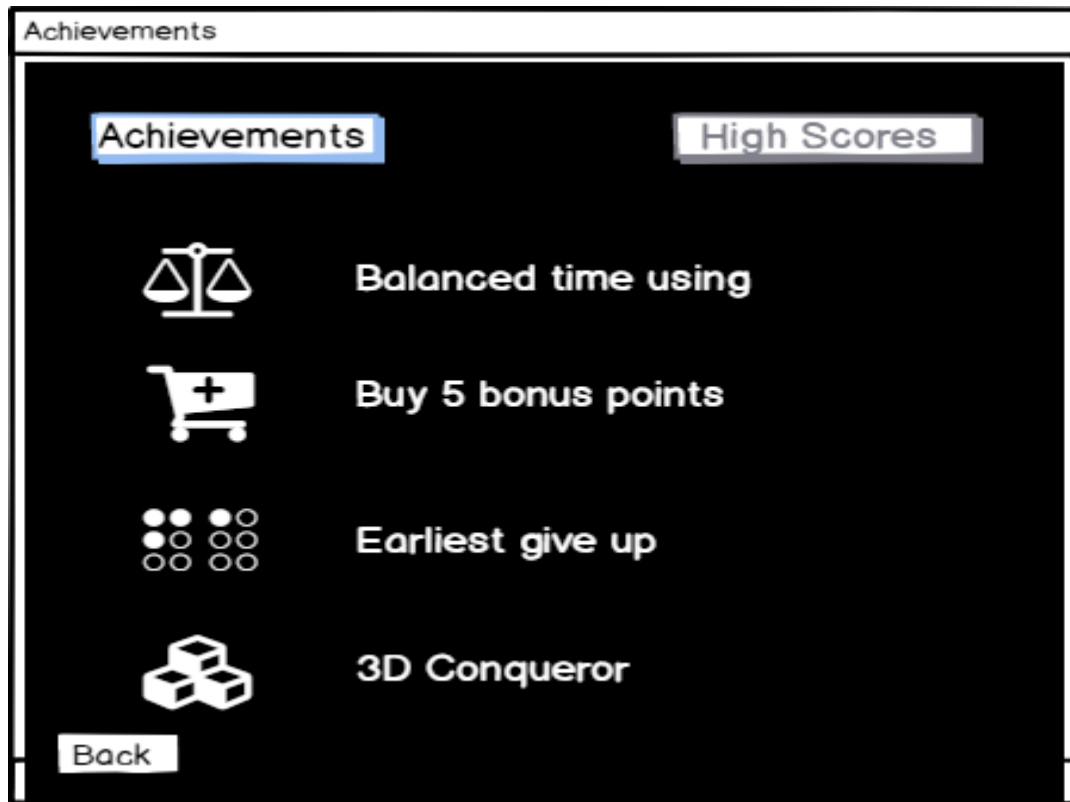 Achievements
Achievements
High Scores
Balanced time using
Buy 5 bonus points
Earliest give up
3D Conqueror
Back